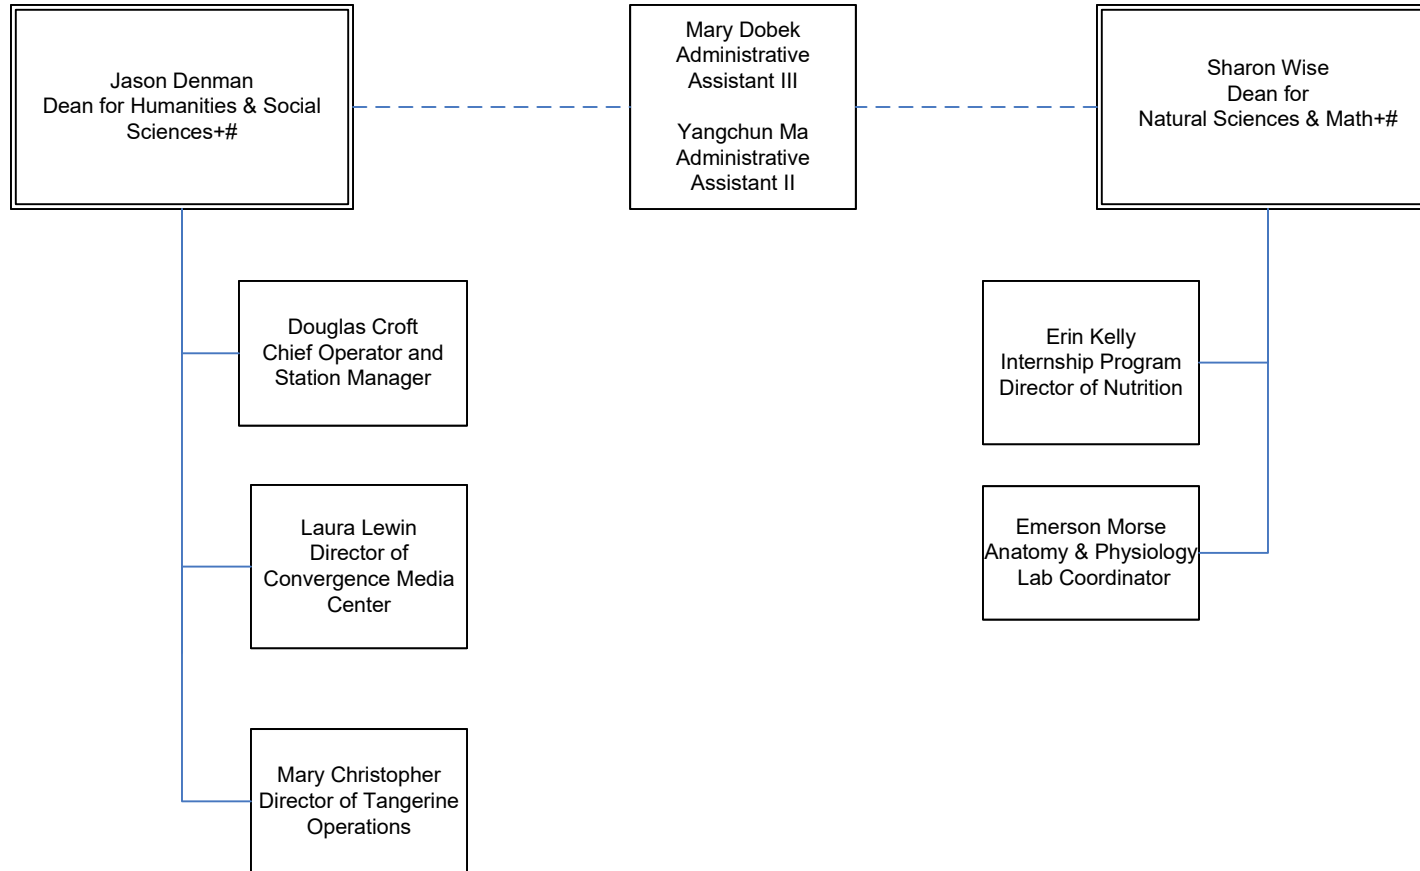 Jason Denman
Dean for Humanities & Social
Sciences+#
Mary Dobek
Administrative
Assistant III
Yangchun Ma
Administrative
Assistant II
Sharon Wise
Dean for
Natural Sciences & Math+#
Douglas Croft
Chief Operator and
Station Manager
Erin Kelly
Internship Program
Director of Nutrition
Laura Lewin
Director of
Convergence Media
Center
Emerson Morse
Anatomy & Physiology
Lab Coordinator
Mary Christopher
Director of Tangerine
Operations